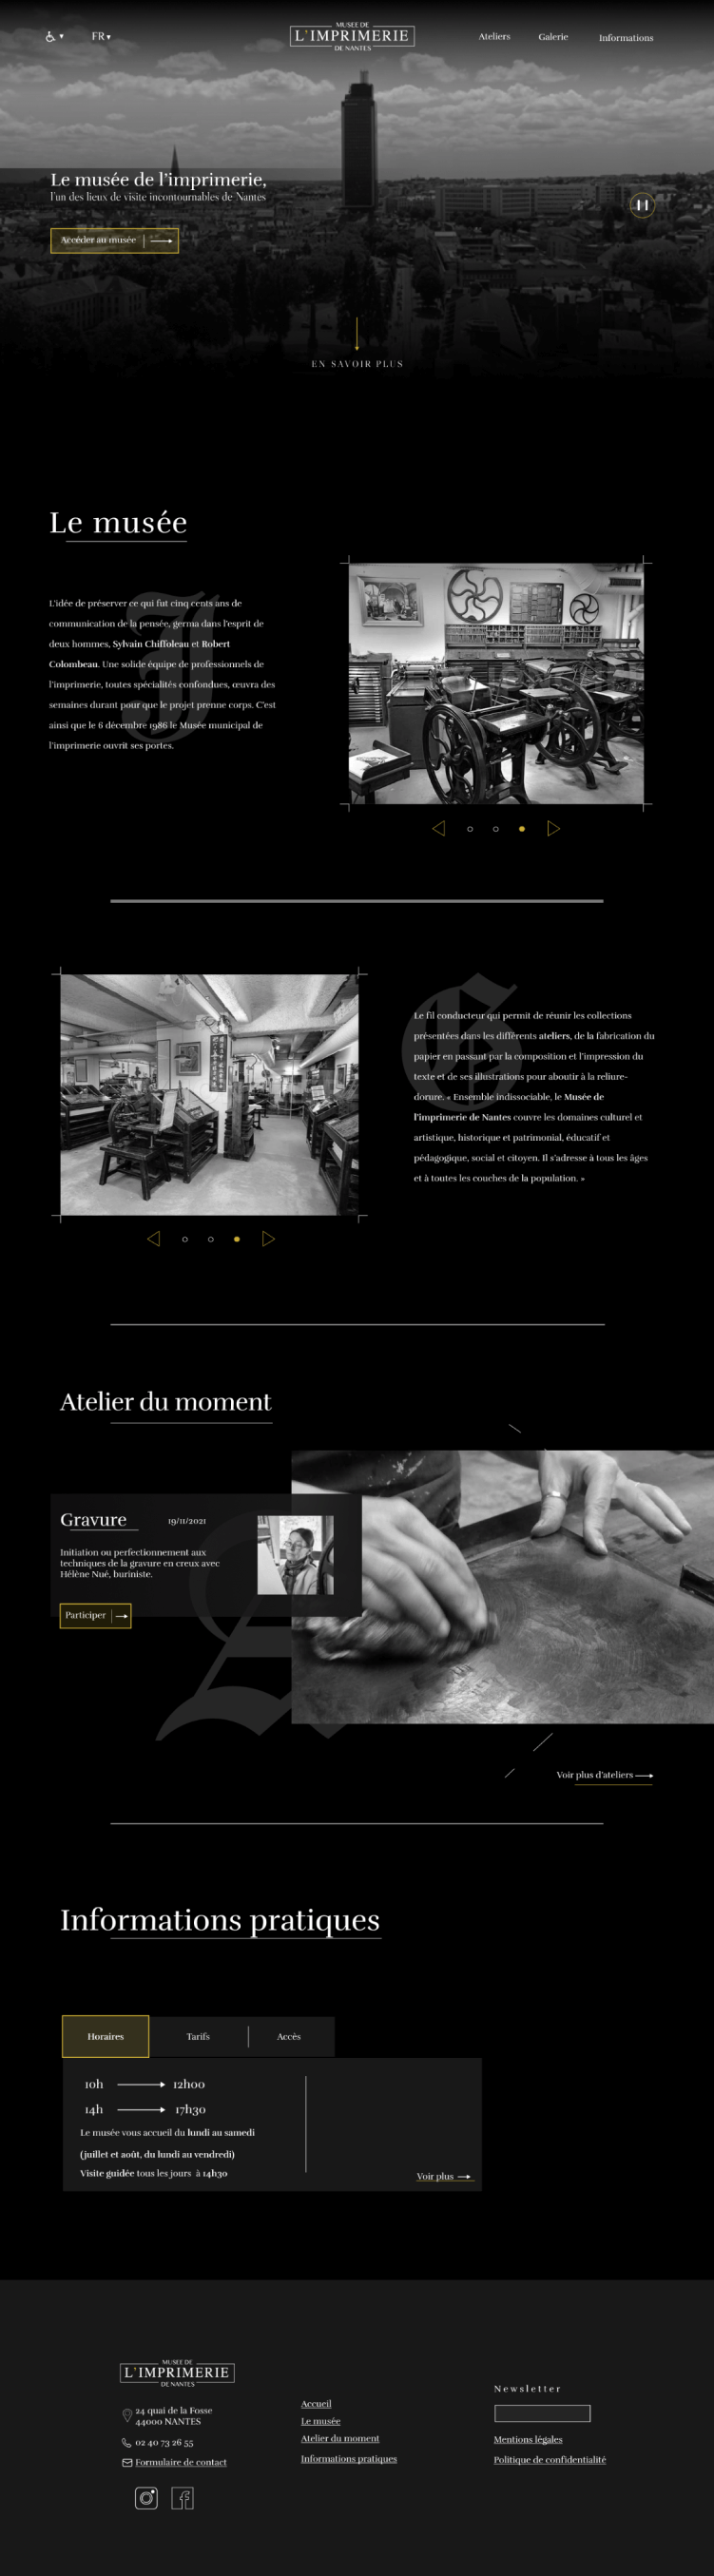 FR
MUSEE DE
L'IMPRIMERIE
DE NANTES
Ateliers
Galerie
Informations
Le musée de l'imprimerie,
l'un des lieux de visite incontournables de Nantes
Accéder au musée
EN SAVOIR PLUS
Le musée
J
L'idée de préserver ce qui fut cinq cents ans de
communication de la pensée, germa dans l'esprit de
deux hommes, Sylvain Chiffoleau et Robert
Colombeau. Une solide équipe de professionnels de
l'imprimerie, toutes spécialités confondues, œuvra des
semaines durant pour que le projet prenne corps. C'est
ainsi que le 6 décembre 1986 le Musée municipal de
l'imprimerie ouvrit ses portes.
G
Le fil conducteur qui permit de réunir les collections
présentées dans les différents ateliers, de la fabrication du
papier en passant par la composition et l'impression du
texte et de ses illustrations pour aboutir à la reliure-
dorure. « Ensemble indissociable, le Musée de
l'imprimerie de Nantes couvre les domaines culturel et
artistique, historique et patrimonial, éducatif et
pédagogique, social et citoyen. Il s'adresse à tous les âges
et à toutes les couches de la population. »
Atelier du moment
Gravure
19/11/2021
Initiation ou perfectionnement aux
techniques de la gravure en creux avec
Hélène Nué, buriniste.
Participer
Voir plus d'ateliers
Informations pratiques
Horaires
Tarifs
Accès
10h
12h00
14h
17h30
Le musée vous accueil du lundi au samedi
(juillet et août, du lundi au vendredi)
Visite guidée tous les jours à 14h30
Voir plus
MUSEE DE
L'IMPRIMERIE
DE NANTES
24 quai de la Fosse
44000 NANTES
02 40 73 26 55
Formulaire de contact
Accueil
Le musée
Atelier du moment
Informations pratiques
Newsletter
Mentions légales
Politique de confidentialité